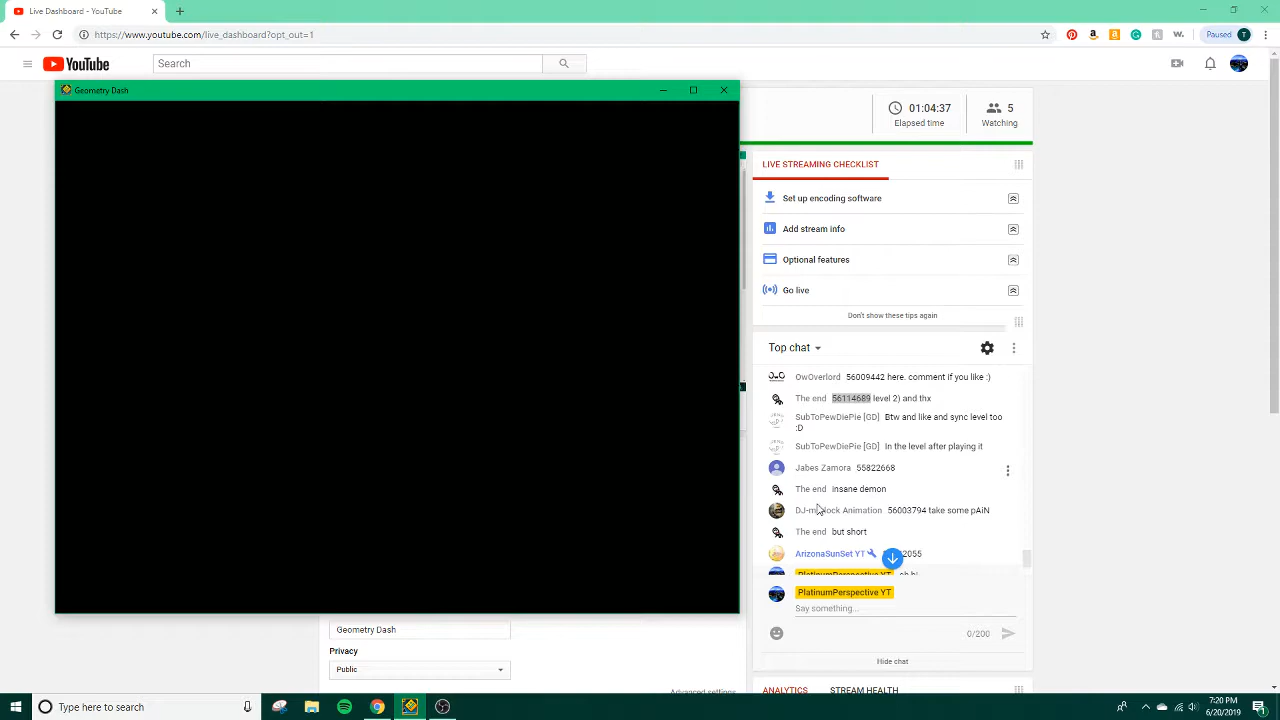 Live Dashboard - YouTube
https://www.youtube.com/live_dashboard?opt_out=1
Paused T
YouTube
Search
Geometry Dash
01:04:37
Elapsed time
5
Watching
LIVE STREAMING CHECKLIST
Set up encoding software
Add stream info
Optional features
Go live
Don't show these tips again
Top chat
OwOverlord 56009442 here. comment if you like :)
The end 56114689 level 2) and thx
SubToPewDiePie [GD] Btw and like and sync level too
:D
SubToPewDiePie [GD] In the level after playing it
Jabes Zamora 55822668
The end insane demon
Animation 56003794 take some pAiN
The end but short
ArizonaSunSet YT
PlatinumPerspective YT
PlatinumPerspective YT
Say something...
0/200
Hide chat
Geometry Dash
Privacy
Public
Advanced settings
ANALYTICS STREAM HEALTH
Type here to search
7:20 PM
6/20/2019